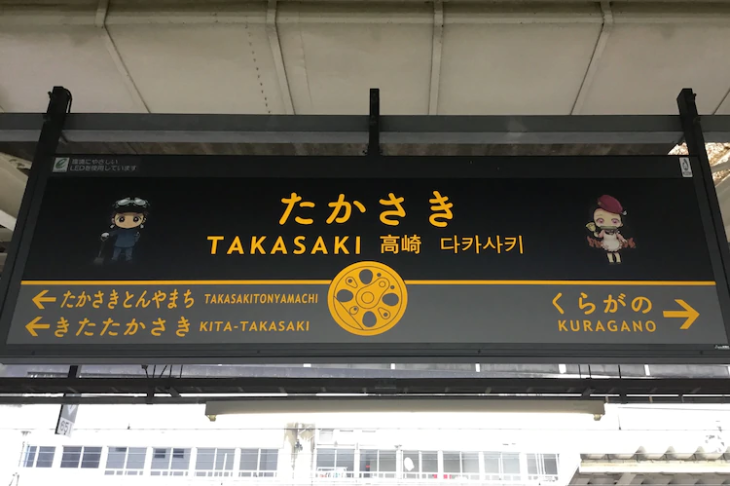 環境にやさしい
LEDを使用しています
たかさき
TAKASAKI 高崎 다카사키
← たかさきとんやまち TAKASAKITONYAMACHI
← きたたかさき KITA-TAKASAKI
くらがの →
KURAGANO